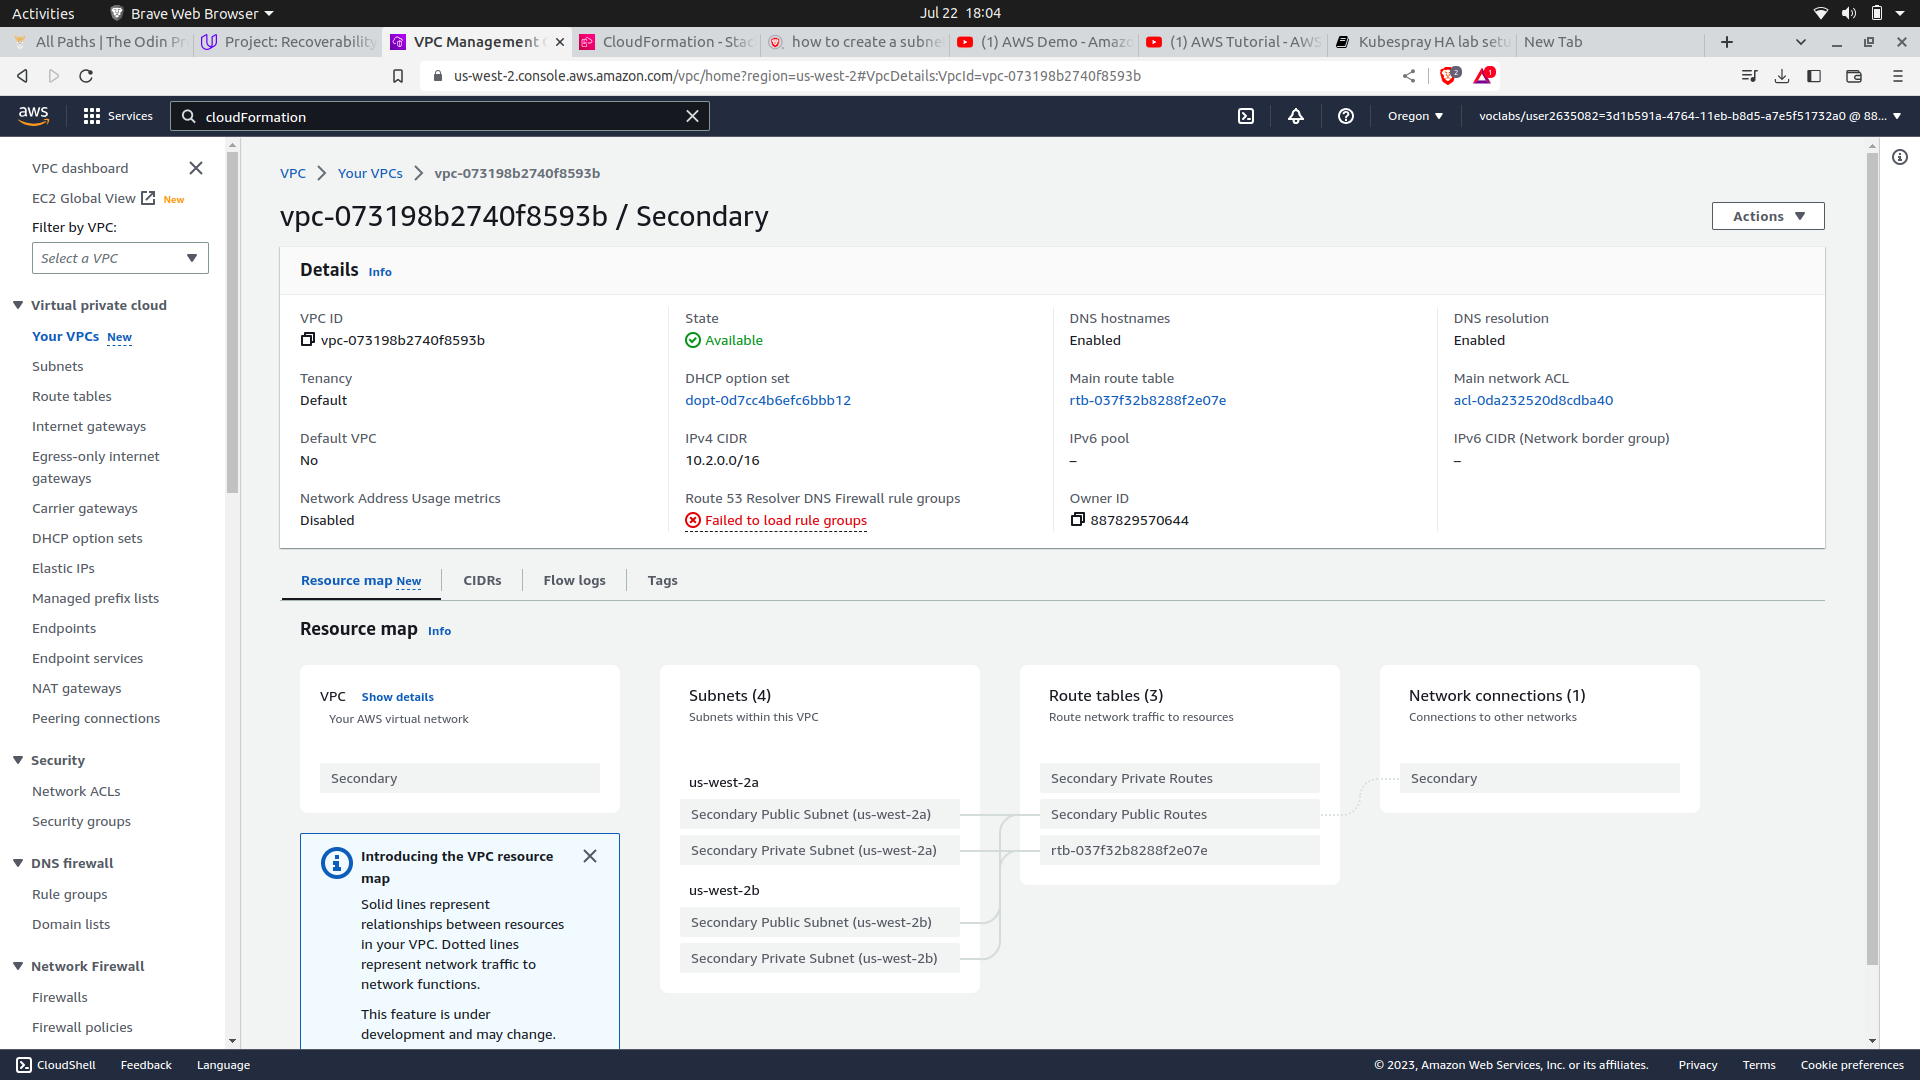 Activities
Brave Web Browser
Jul 22 18:04
All Paths | The Odin Pr
Project: Recoverability
VPC Management
CloudFormation - Stac
how to create a subne
(1) AWS Demo - Amazo
(1) AWS Tutorial - AWS
Kubespray HA lab setu
New Tab
us-west-2.console.aws.amazon.com/vpc/home?region=us-west-2#VpcDetails:VpcId=vpc-073198b2740f8593b
2
1
aws
Services
cloudFormation
Oregon
voclabs/user2635082=3d1b591a-4764-11eb-b8d5-a7e5f51732a0 @ 88...
VPC dashboard
EC2 Global View New
Filter by VPC:
Select a VPC
Virtual private cloud
Your VPCs New
Subnets
Route tables
Internet gateways
Egress-only internet
gateways
Carrier gateways
DHCP option sets
Elastic IPs
Managed prefix lists
Endpoints
Endpoint services
NAT gateways
Peering connections
Security
Network ACLs
Security groups
DNS firewall
Rule groups
Domain lists
Network Firewall
Firewalls
Firewall policies
VPC
Your VPCs
vpc-073198b2740f8593b
vpc-073198b2740f8593b / Secondary
Actions
Details Info
VPC ID
vpc-073198b2740f8593b
State
Available
DNS hostnames
Enabled
DNS resolution
Enabled
Tenancy
Default
DHCP option set
dopt-0d7cc4b6efc6bbb12
Main route table
rtb-037f32b8288f2e07e
Main network ACL
acl-0da232520d8cdba40
Default VPC
No
IPv4 CIDR
10.2.0.0/16
IPv6 pool
–
IPv6 CIDR (Network border group)
–
Network Address Usage metrics
Disabled
Route 53 Resolver DNS Firewall rule groups
Failed to load rule groups
Owner ID
887829570644
Resource map New
CIDRs
Flow logs
Tags
Resource map Info
VPC Show details
Your AWS virtual network
Secondary
Introducing the VPC resource
map
Solid lines represent
relationships between resources
in your VPC. Dotted lines
represent network traffic to
network functions.
This feature is under
development and may change.
Subnets (4)
Subnets within this VPC
us-west-2a
Secondary Public Subnet (us-west-2a)
Secondary Private Subnet (us-west-2a)
us-west-2b
Secondary Public Subnet (us-west-2b)
Secondary Private Subnet (us-west-2b)
Route tables (3)
Route network traffic to resources
Secondary Private Routes
Secondary Public Routes
rtb-037f32b8288f2e07e
Network connections (1)
Connections to other networks
Secondary
CloudShell
Feedback
Language
© 2023, Amazon Web Services, Inc. or its affiliates.
Privacy
Terms
Cookie preferences